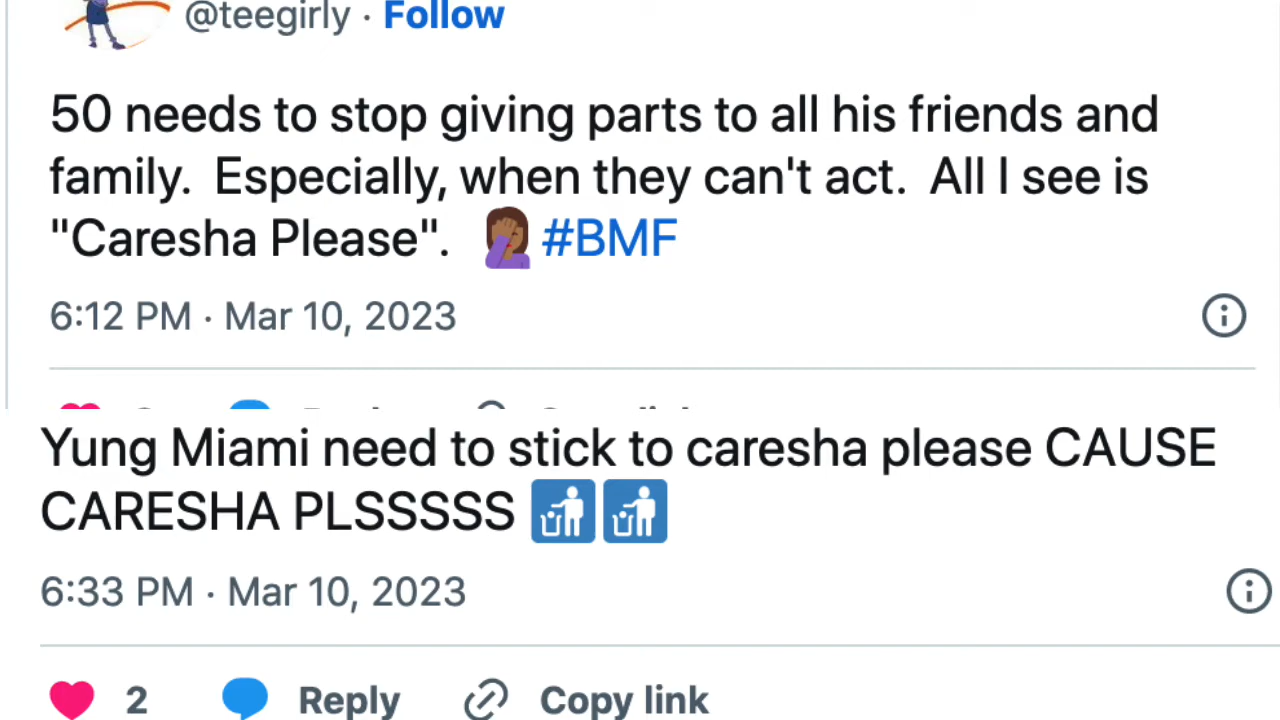 @teegirly · Follow
50 needs to stop giving parts to all his friends and
family.  Especially, when they can't act.  All I see is
"Caresha Please".  🤦🏾‍♀️ #BMF
6:12 PM · Mar 10, 2023
Yung Miami need to stick to caresha please CAUSE
CARESHA PLSSSSS 🚮🚮
6:33 PM · Mar 10, 2023
2 Reply Copy link